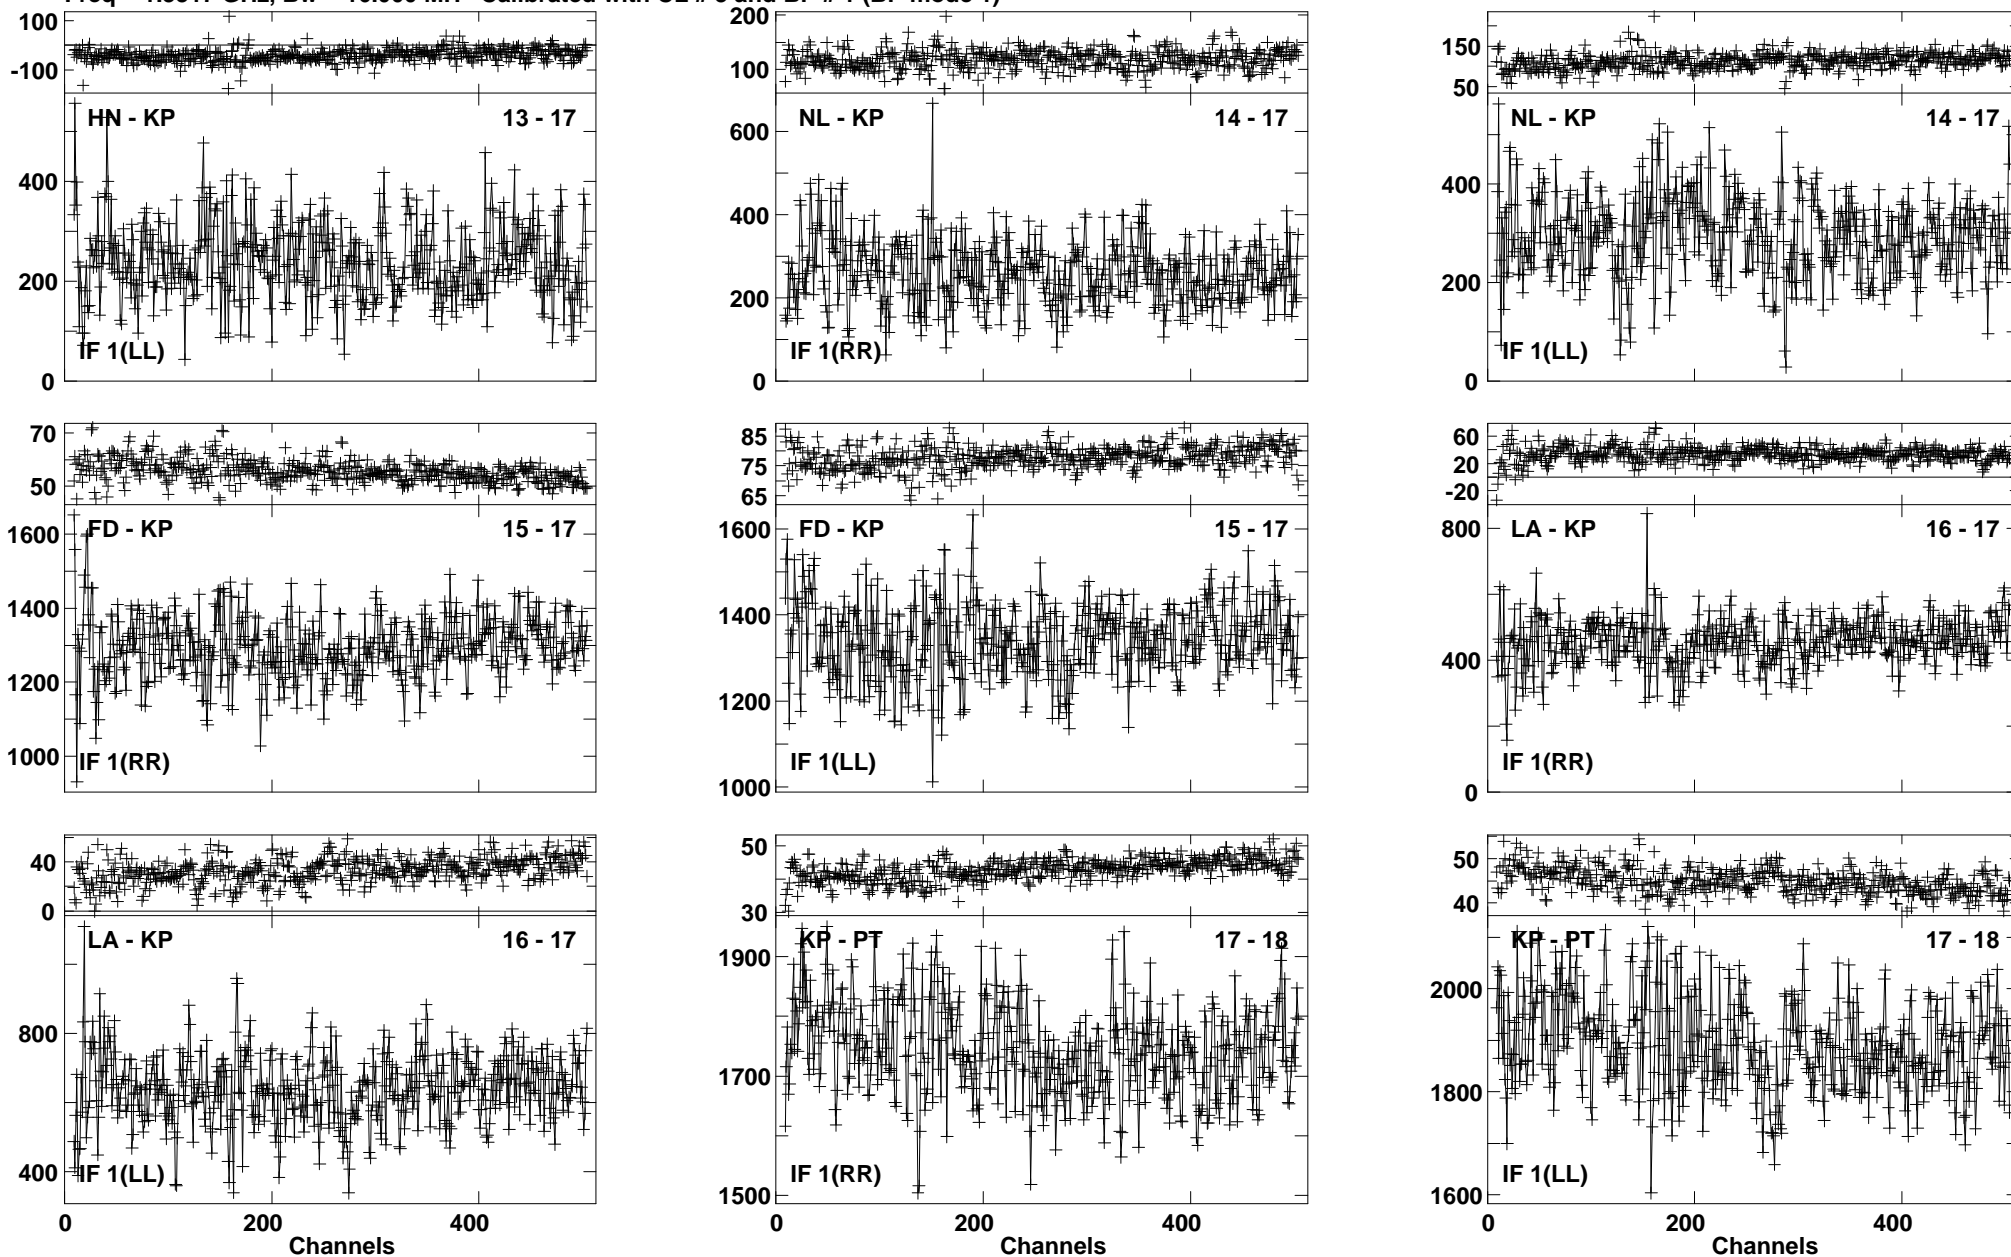 100
-100
HN - KP 13 - 17
400
200
0
IF 1(LL)
200
100
NL - KP 14 - 17
600
400
200
0
IF 1(RR)
150
50
NL - KP 14 - 17
400
200
0
IF 1(LL)
70
50
FD - KP 15 - 17
1600
1400
1200
1000
IF 1(RR)
85
75
65
FD - KP 15 - 17
1600
1400
1200
1000
IF 1(LL)
60
20
-20
LA - KP 16 - 17
800
400
0
IF 1(RR)
40
0
LA - KP 16 - 17
800
400
IF 1(LL)
0 200 400
Channels
50
30
KP - PT 17 - 18
1900
1700
1500
IF 1(RR)
0 200 400
Channels
50
40
KP - PT 17 - 18
2000
1800
1600
IF 1(LL)
0 200 400
Channels